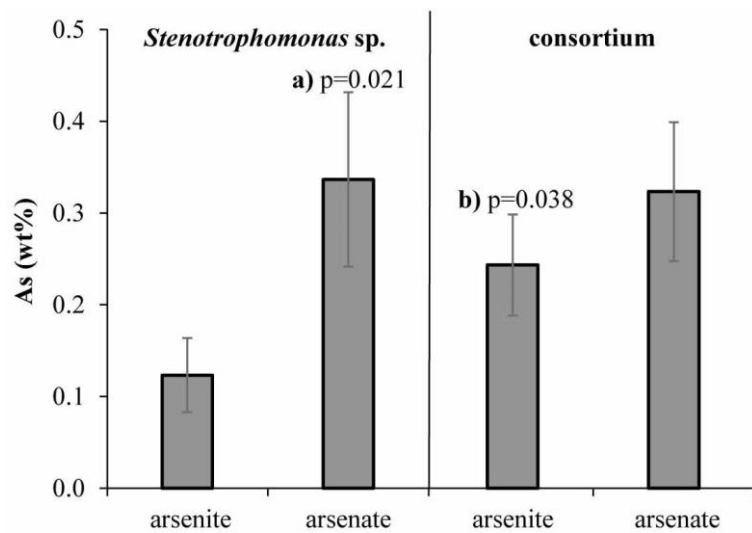 0.5
Stenotrophomonas sp.
consortium
a) p=0.021
0.4
0.3
b) p=0.038
As (wt%)
0.2
0.1
0.0
arsenite
arsenate
arsenite
arsenate